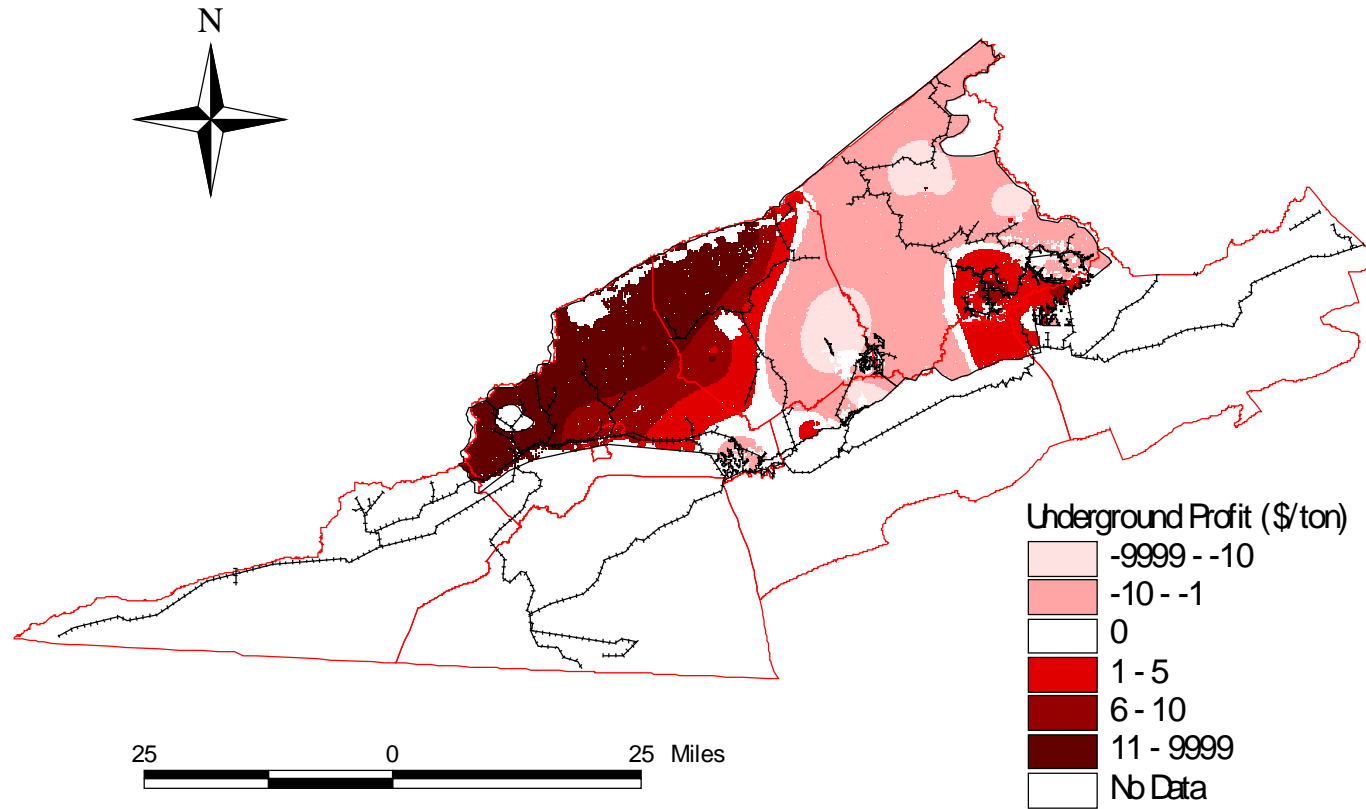 N
Underground Profit ($/ton)
-9999 - -10
-10 - -1
0
1 - 5
6 - 10
11 - 9999
No Data
25 0 25 Miles